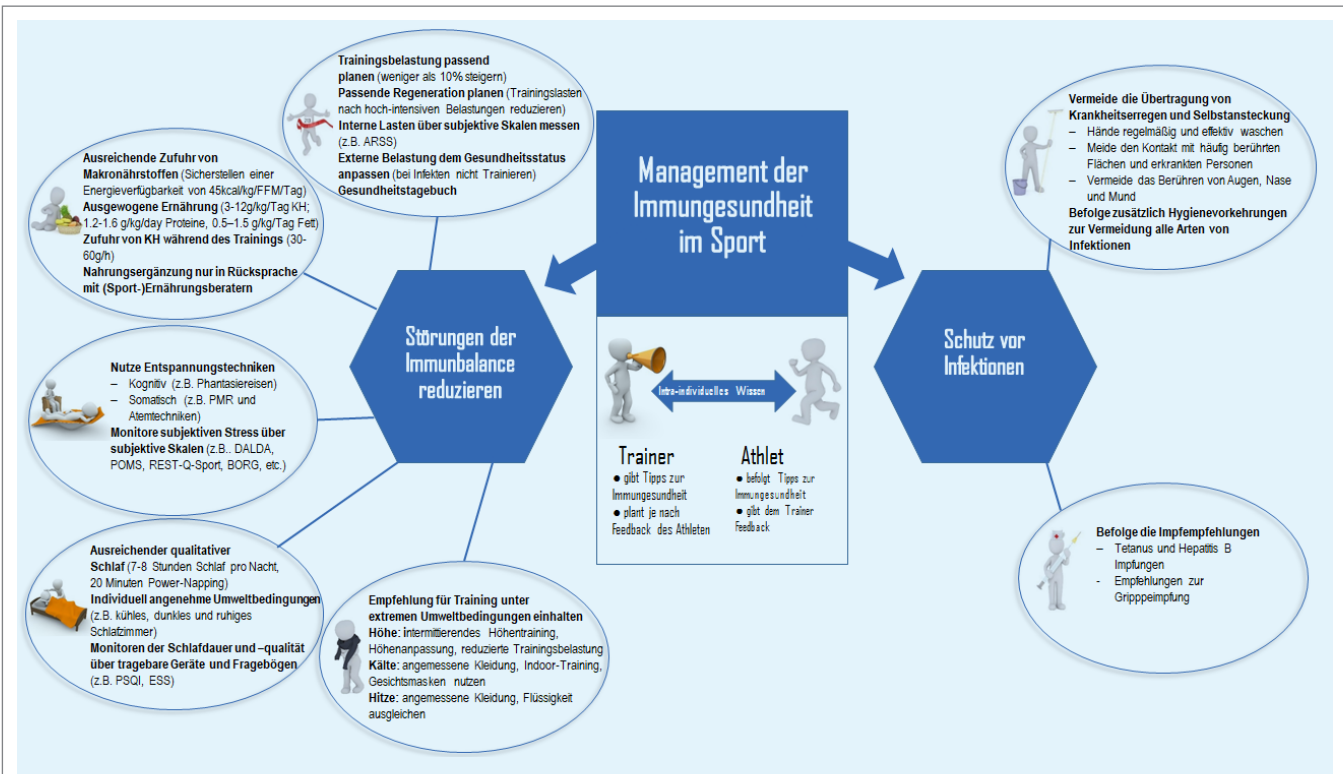 Management der
Immungesundheit
im Sport
Intra-individuelles Wissen
Trainer
● gibt Tipps zur
Immungesundheit
● plant je nach
Feedback des Athleten
Athlet
● befolgt Tipps zur
Immungesundheit
● gibt dem Trainer
Feedback
Störungen der
Immunbalance
reduzieren
Trainingsbelastung passend
planen (weniger als 10% steigern)
Passende Regeneration planen (Trainingslasten
nach hoch-intensiven Belastungen reduzieren)
Interne Lasten über subjektive Skalen messen
(z.B. ARSS)
Externe Belastung dem Gesundheitsstatus
anpassen (bei Infekten nicht Trainieren)
Gesundheitstagebuch
Ausreichende Zufuhr von
Makronährstoffen (Sicherstellen einer
Energieverfügbarkeit von 45kcal/kg/FFM/Tag)
Ausgewogene Ernährung (3-12g/kg/Tag KH;
1.2-1.6 g/kg/day Proteine, 0.5–1.5 g/kg/Tag Fett)
Zufuhr von KH während des Trainings (30-
60g/h)
Nahrungsergänzung nur in Rücksprache
mit (Sport-)Ernährungsberatern
Nutze Entspannungstechniken
– Kognitiv (z.B. Phantasiereisen)
– Somatisch (z.B. PMR und
Atemtechniken)
Monitore subjektiven Stress über
subjektive Skalen (z.B.. DALDA,
POMS, REST-Q-Sport, BORG, etc.)
Ausreichender qualitativer
Schlaf (7-8 Stunden Schlaf pro Nacht,
20 Minuten Power-Napping)
Individuell angenehme Umweltbedingungen
(z.B. kühles, dunkles und ruhiges
Schlafzimmer)
Monitoren der Schlafdauer und –qualität
über tragbare Geräte und Fragebögen
(z.B. PSQI, ESS)
Empfehlung für Training unter
extremen Umweltbedingungen einhalten
Höhe: intermittierendes Höhentraining,
Höhenanpassung, reduzierte Trainingsbelastung
Kälte: angemessene Kleidung, Indoor-Training,
Gesichtsmasken nutzen
Hitze: angemessene Kleidung, Flüssigkeit
ausgleichen
Schutz vor
Infektionen
Vermeide die Übertragung von
Krankheitserregen und Selbstansteckung
– Hände regelmäßig und effektiv waschen
– Meide den Kontakt mit häufig berührten
Flächen und erkrankten Personen
– Vermeide das Berühren von Augen, Nase
und Mund
Befolge zusätzlich Hygienevorkehrungen
zur Vermeidung alle Arten von
Infektionen
Befolge die Impfempfehlungen
– Tetanus und Hepatitis B
Impfungen
- Empfehlungen zur
Gripppeimpfung